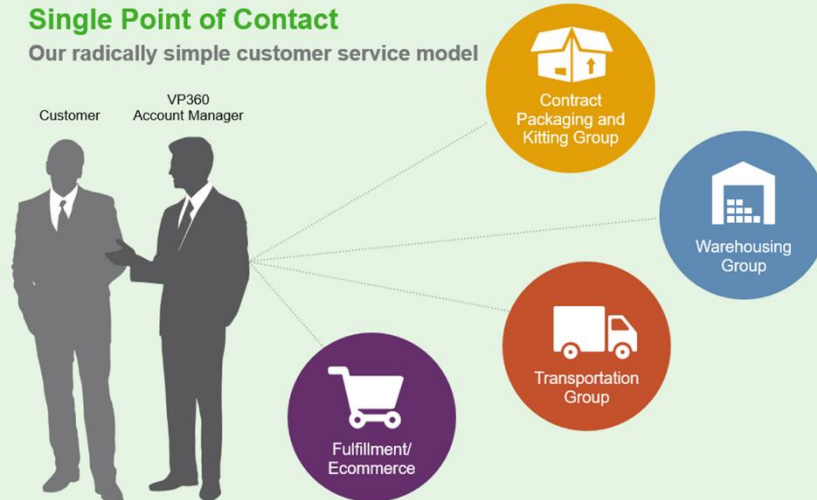 Single Point of Contact
Our radically simple customer service model
Customer
VP360
Account Manager
Contract
Packaging and
Kitting Group
Warehousing
Group
Transportation
Group
Fulfillment/
Ecommerce